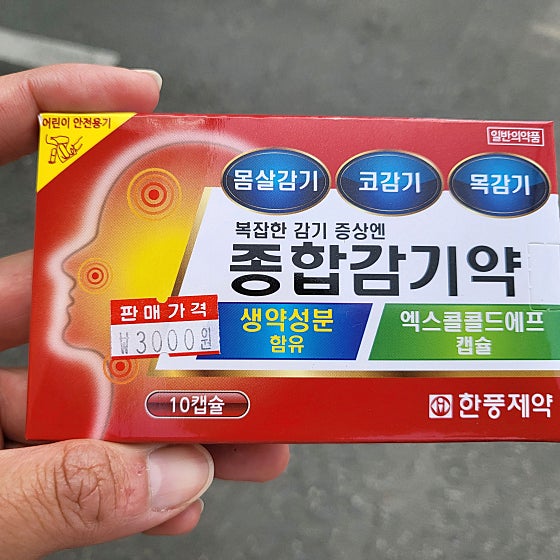 어린이 안전용기
일반의약품
몸살감기 코감기 목감기
복잡한 감기 증상엔
종합감기약
판매가격
₩3000원
생약성분
함유
엑스콜콜드에프
캡슐
10캡슐
한풍제약